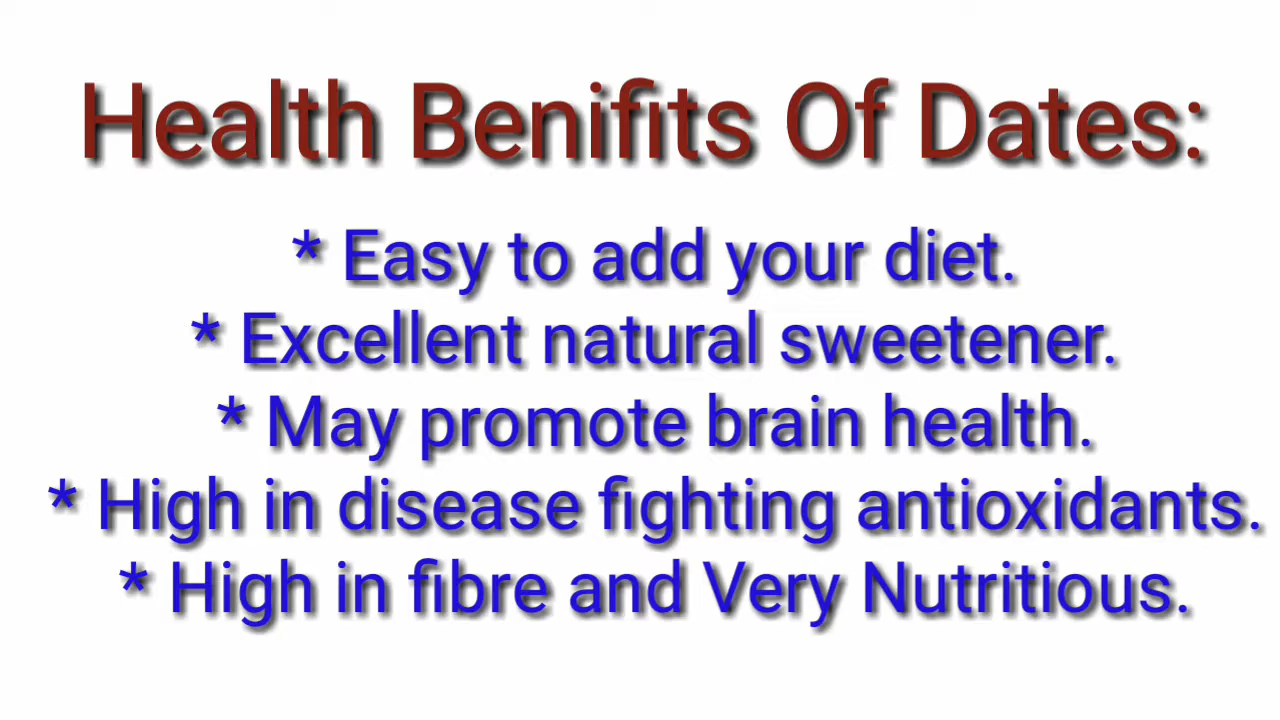 Health Benifits Of Dates:
* Easy to add your diet.
* Excellent natural sweetener.
* May promote brain health.
* High in disease fighting antioxidants.
* High in fibre and Very Nutritious.